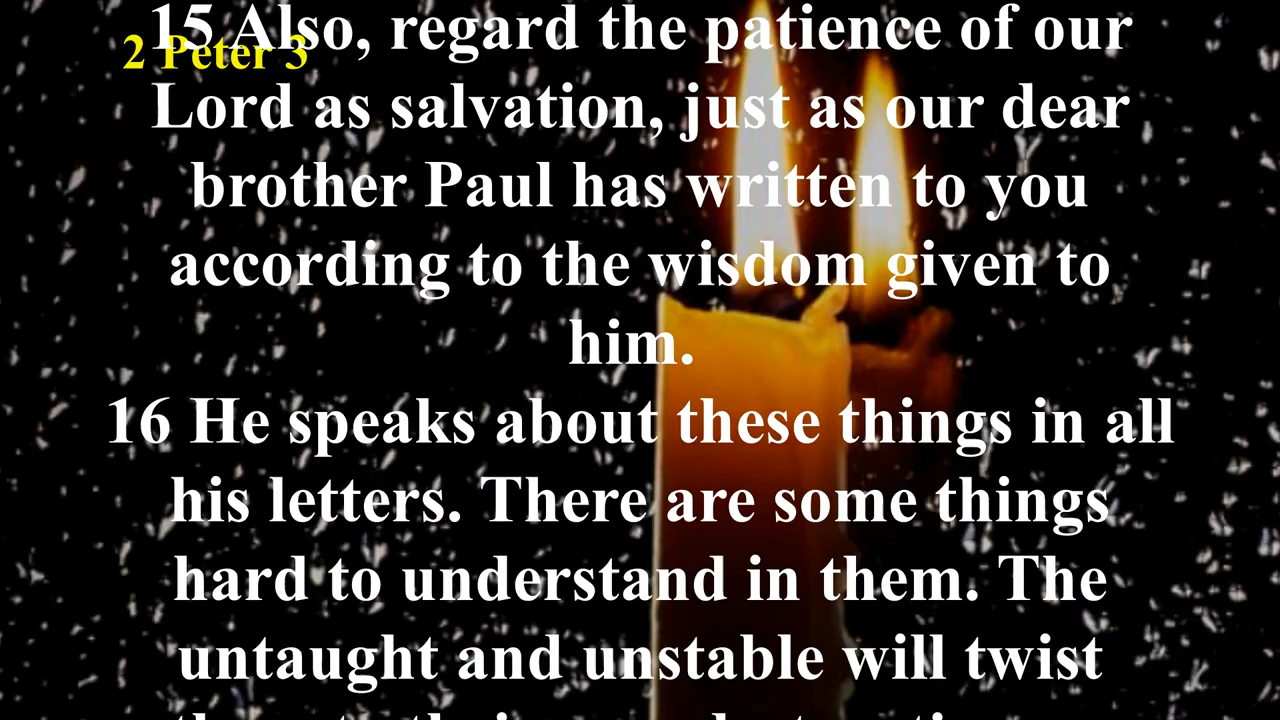 2 Peter 3
15 Also, regard the patience of our
Lord as salvation, just as our dear
brother Paul has written to you
according to the wisdom given to
him.
16 He speaks about these things in all
his letters. There are some things
hard to understand in them. The
untaught and unstable will twist